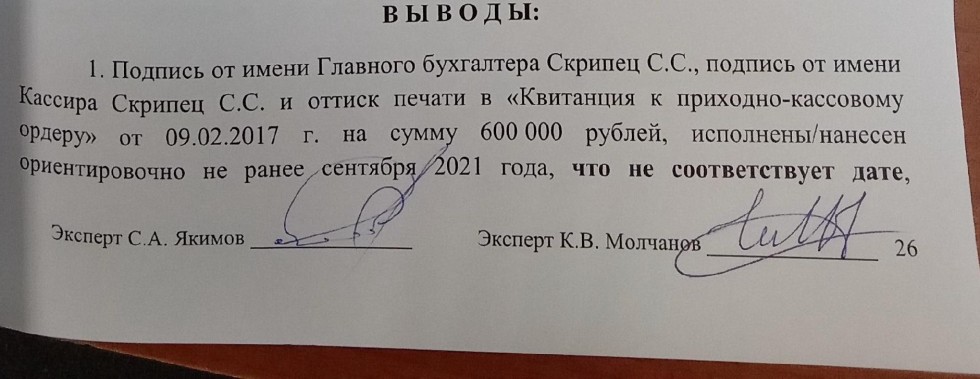 ВЫВОДЫ:
1. Подпись от имени Главного бухгалтера Скрипец С.С., подпись от имени
Кассира Скрипец С.С. и оттиск печати в «Квитанция к приходно-кассовому
ордеру» от 09.02.2017 г. на сумму 600 000 рублей, исполнены/нанесен
ориентировочно не ранее сентября 2021 года, что не соответствует дате,
Эксперт С.А. Якимов Эксперт К.В. Молчанов 26